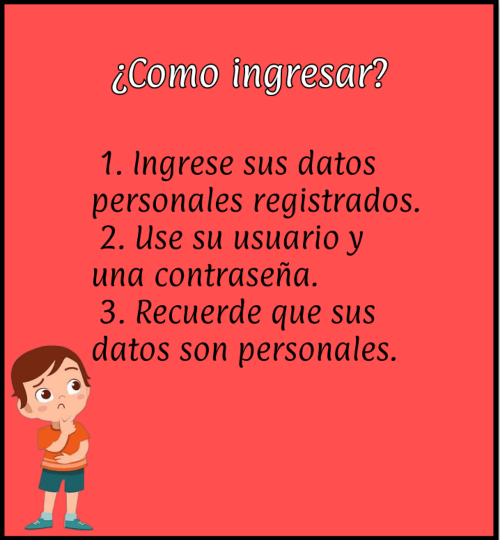 ¿Como ingresar?
1. Ingrese sus datos
personales registrados.
2. Use su usuario y
una contraseña.
3. Recuerde que sus
datos son personales.